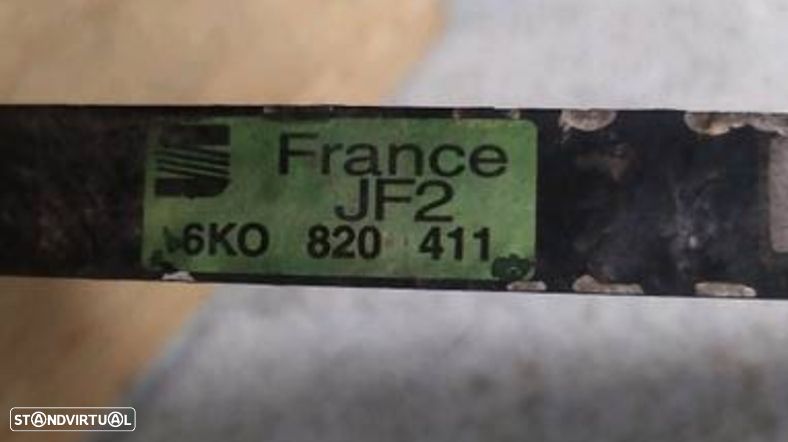 France
JF2
6KO 820 411
STANDVIRTUAL